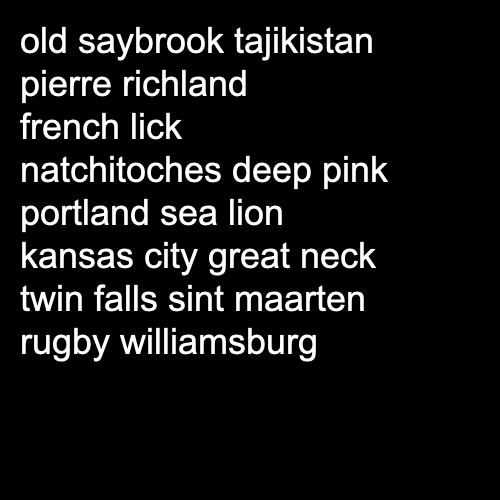 old saybrook tajikistan
pierre richland
french lick
natchitoches deep pink
portland sea lion
kansas city great neck
twin falls sint maarten
rugby williamsburg